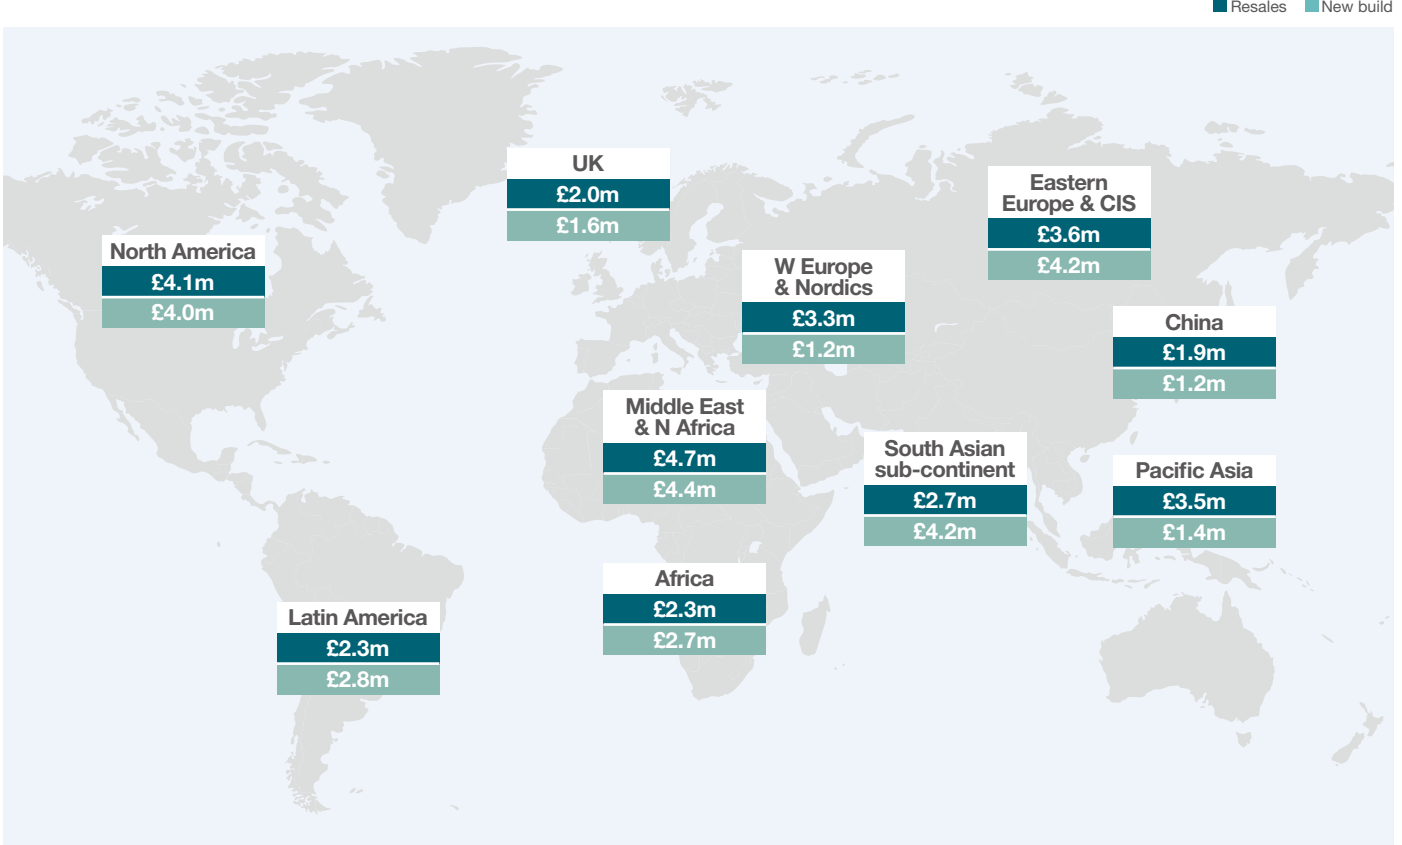 Resales New build
UK
£2.0m
£1.6m
Eastern
Europe & CIS
£3.6m
£4.2m
North America
£4.1m
£4.0m
W Europe
& Nordics
£3.3m
£1.2m
China
£1.9m
£1.2m
Middle East
& N Africa
£4.7m
£4.4m
South Asian
sub-continent
£2.7m
£4.2m
Pacific Asia
£3.5m
£1.4m
Africa
£2.3m
£2.7m
Latin America
£2.3m
£2.8m